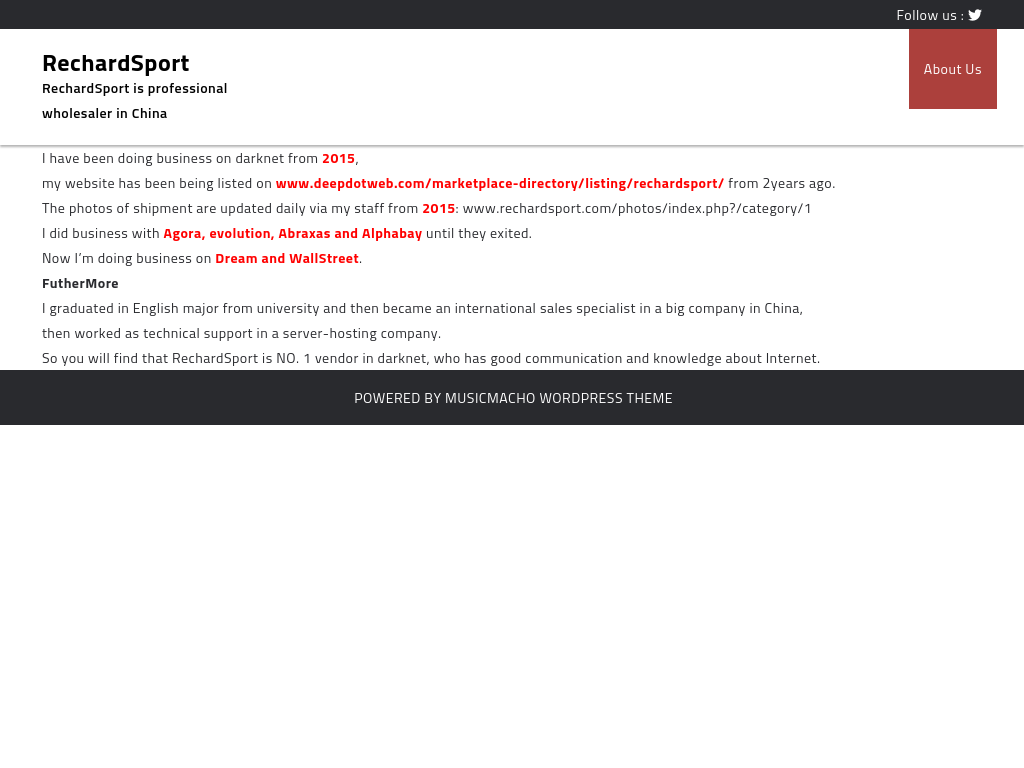 Follow us :
RechardSport
RechardSport is professional
wholesaler in China
About Us
I have been doing business on darknet from 2015,
my website has been being listed on www.deepdotweb.com/marketplace-directory/listing/rechardsport/ from 2years ago.
The photos of shipment are updated daily via my staff from 2015: www.rechardsport.com/photos/index.php?/category/1
I did business with Agora, evolution, Abraxas and Alphabay until they exited.
Now I’m doing business on Dream and WallStreet.
FutherMore
I graduated in English major from university and then became an international sales specialist in a big company in China,
then worked as technical support in a server-hosting company.
So you will find that RechardSport is NO. 1 vendor in darknet, who has good communication and knowledge about Internet.
POWERED BY MUSICMACHO WORDPRESS THEME